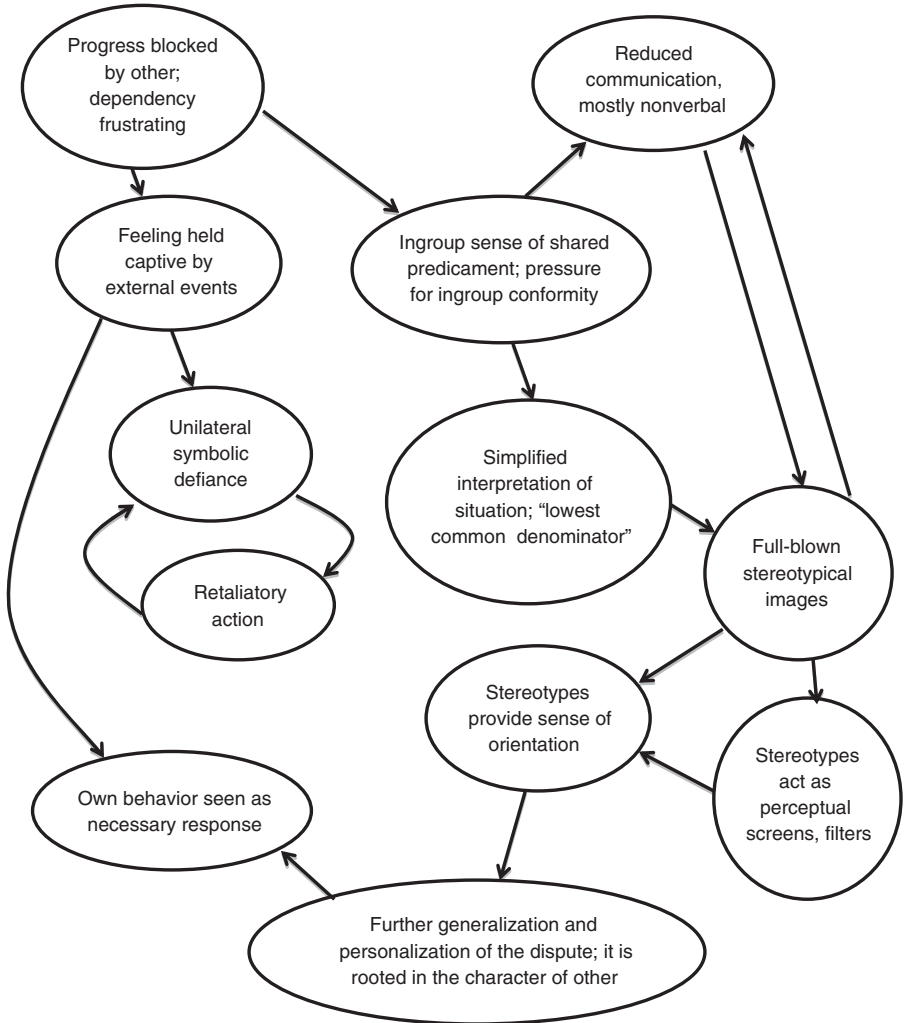 Progress blocked
by other;
dependency
frustrating
Reduced
communication,
mostly nonverbal
Feeling held
captive by
external events
Ingroup sense of shared
predicament; pressure
for ingroup conformity
Unilateral
symbolic
defiance
Simplified
interpretation of
situation; “lowest
common denominator”
Full-blown
stereotypical
images
Retaliatory
action
Stereotypes
provide sense of
orientation
Stereotypes
act as
perceptual
screens, filters
Own behavior seen as
necessary response
Further generalization and
personalization of the dispute; it is
rooted in the character of other